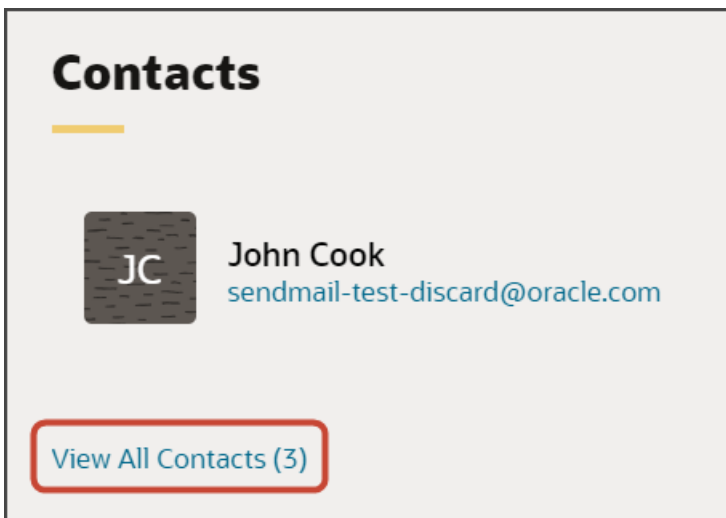 Contacts
JC
John Cook
sendmail-test-discard@oracle.com
View All Contacts (3)